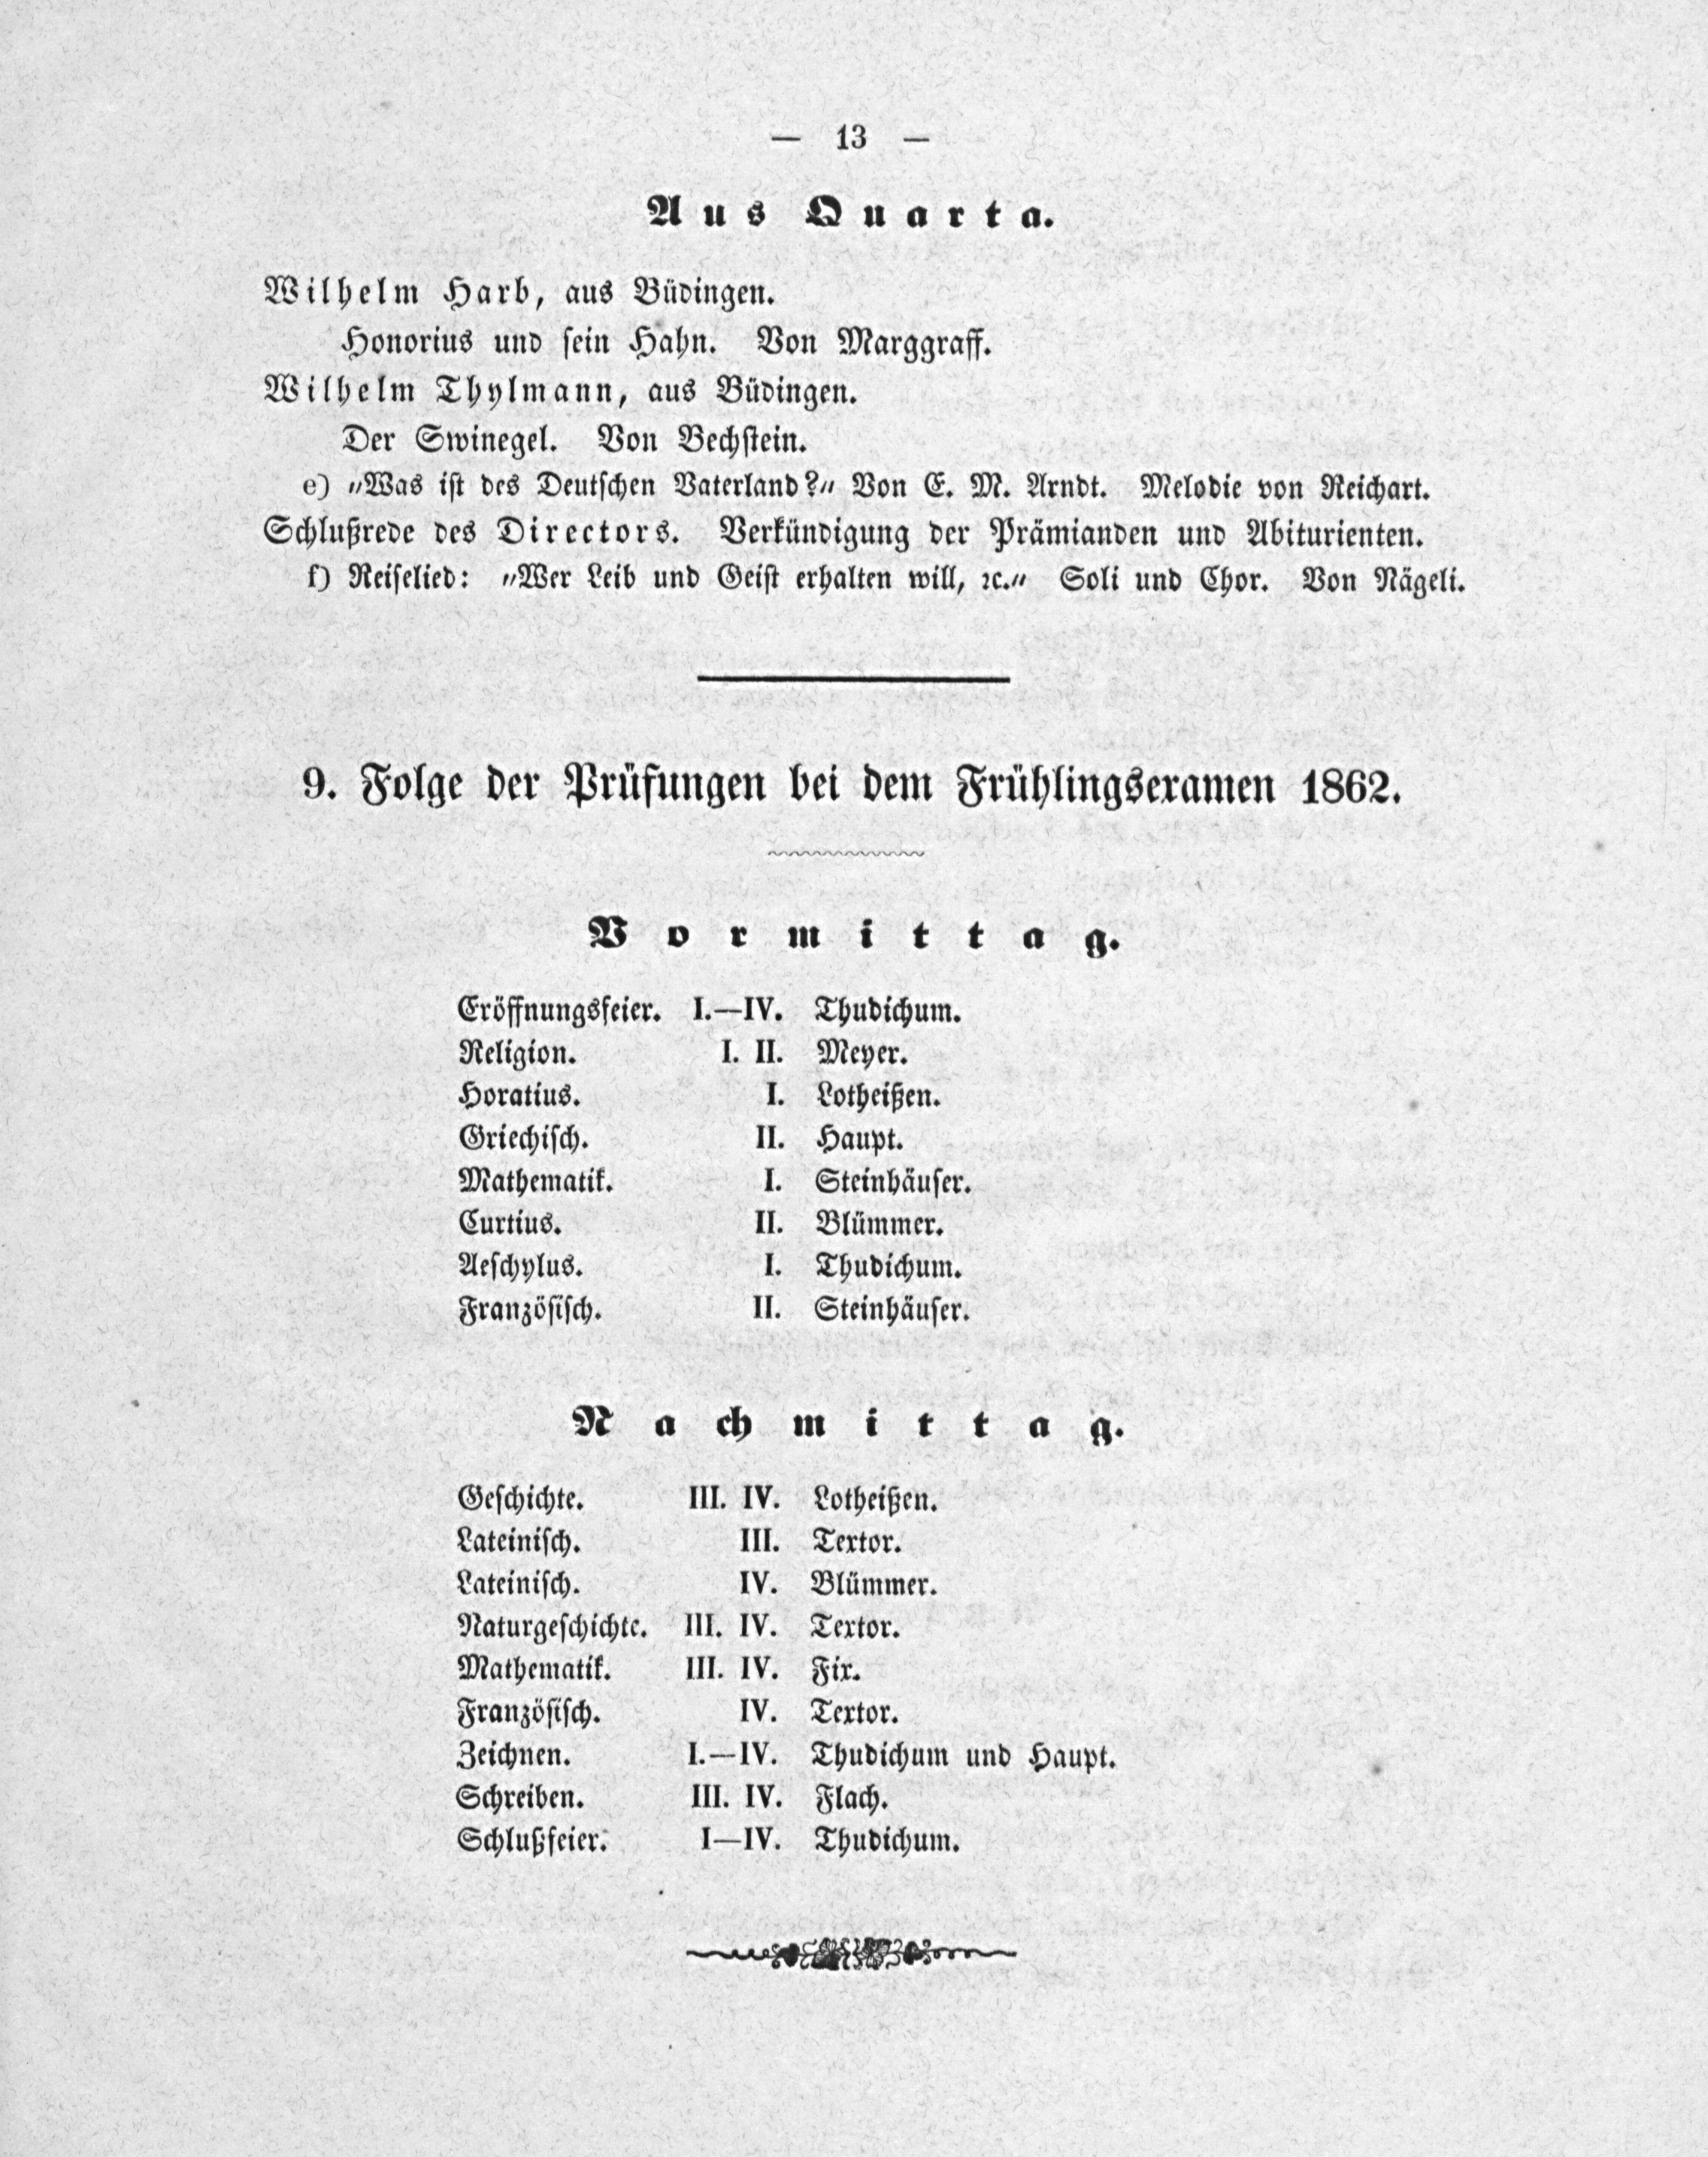 — 13 —
Aus Quarta.
Wilhelm Harb, aus Büdingen.
Honorius und sein Hahn. Von Marggraff.
Wilhelm Thylmann, aus Büdingen.
Der Swinegel. Von Bechstein.
e) „Was ist des Deutschen Vaterland?„ Von E. M. Arndt. Melodie von Reichart.
Schlußrede des Directors. Verkündigung der Prämianden und Abiturienten.
f) Reiselied: „Wer Leib und Geist erhalten will, ꝛc.„ Soli und Chor. Von Nägeli.
9. Folge der Prüfungen bei dem Frühlingsexamen 1862.
Vormittag.
Eröffnungsfeier. I.—IV. Thudichum.
Religion. I. II. Meyer.
Horatius. I. Lotheißen.
Griechisch. II. Haupt.
Mathematik. I. Steinhäuser.
Curtius. II. Blümmer.
Aeschylus. I. Thudichum.
Französisch. II. Steinhäuser.
Nachmittag.
Geschichte. III. IV. Lotheißen.
Lateinisch. III. Textor.
Lateinisch. IV. Blümmer.
Naturgeschichte. III. IV. Textor.
Mathematik. III. IV. Fix.
Französisch. IV. Textor.
Zeichnen. I.—IV. Thudichum und Haupt.
Schreiben. III. IV. Flach.
Schlußfeier. I—IV. Thudichum.